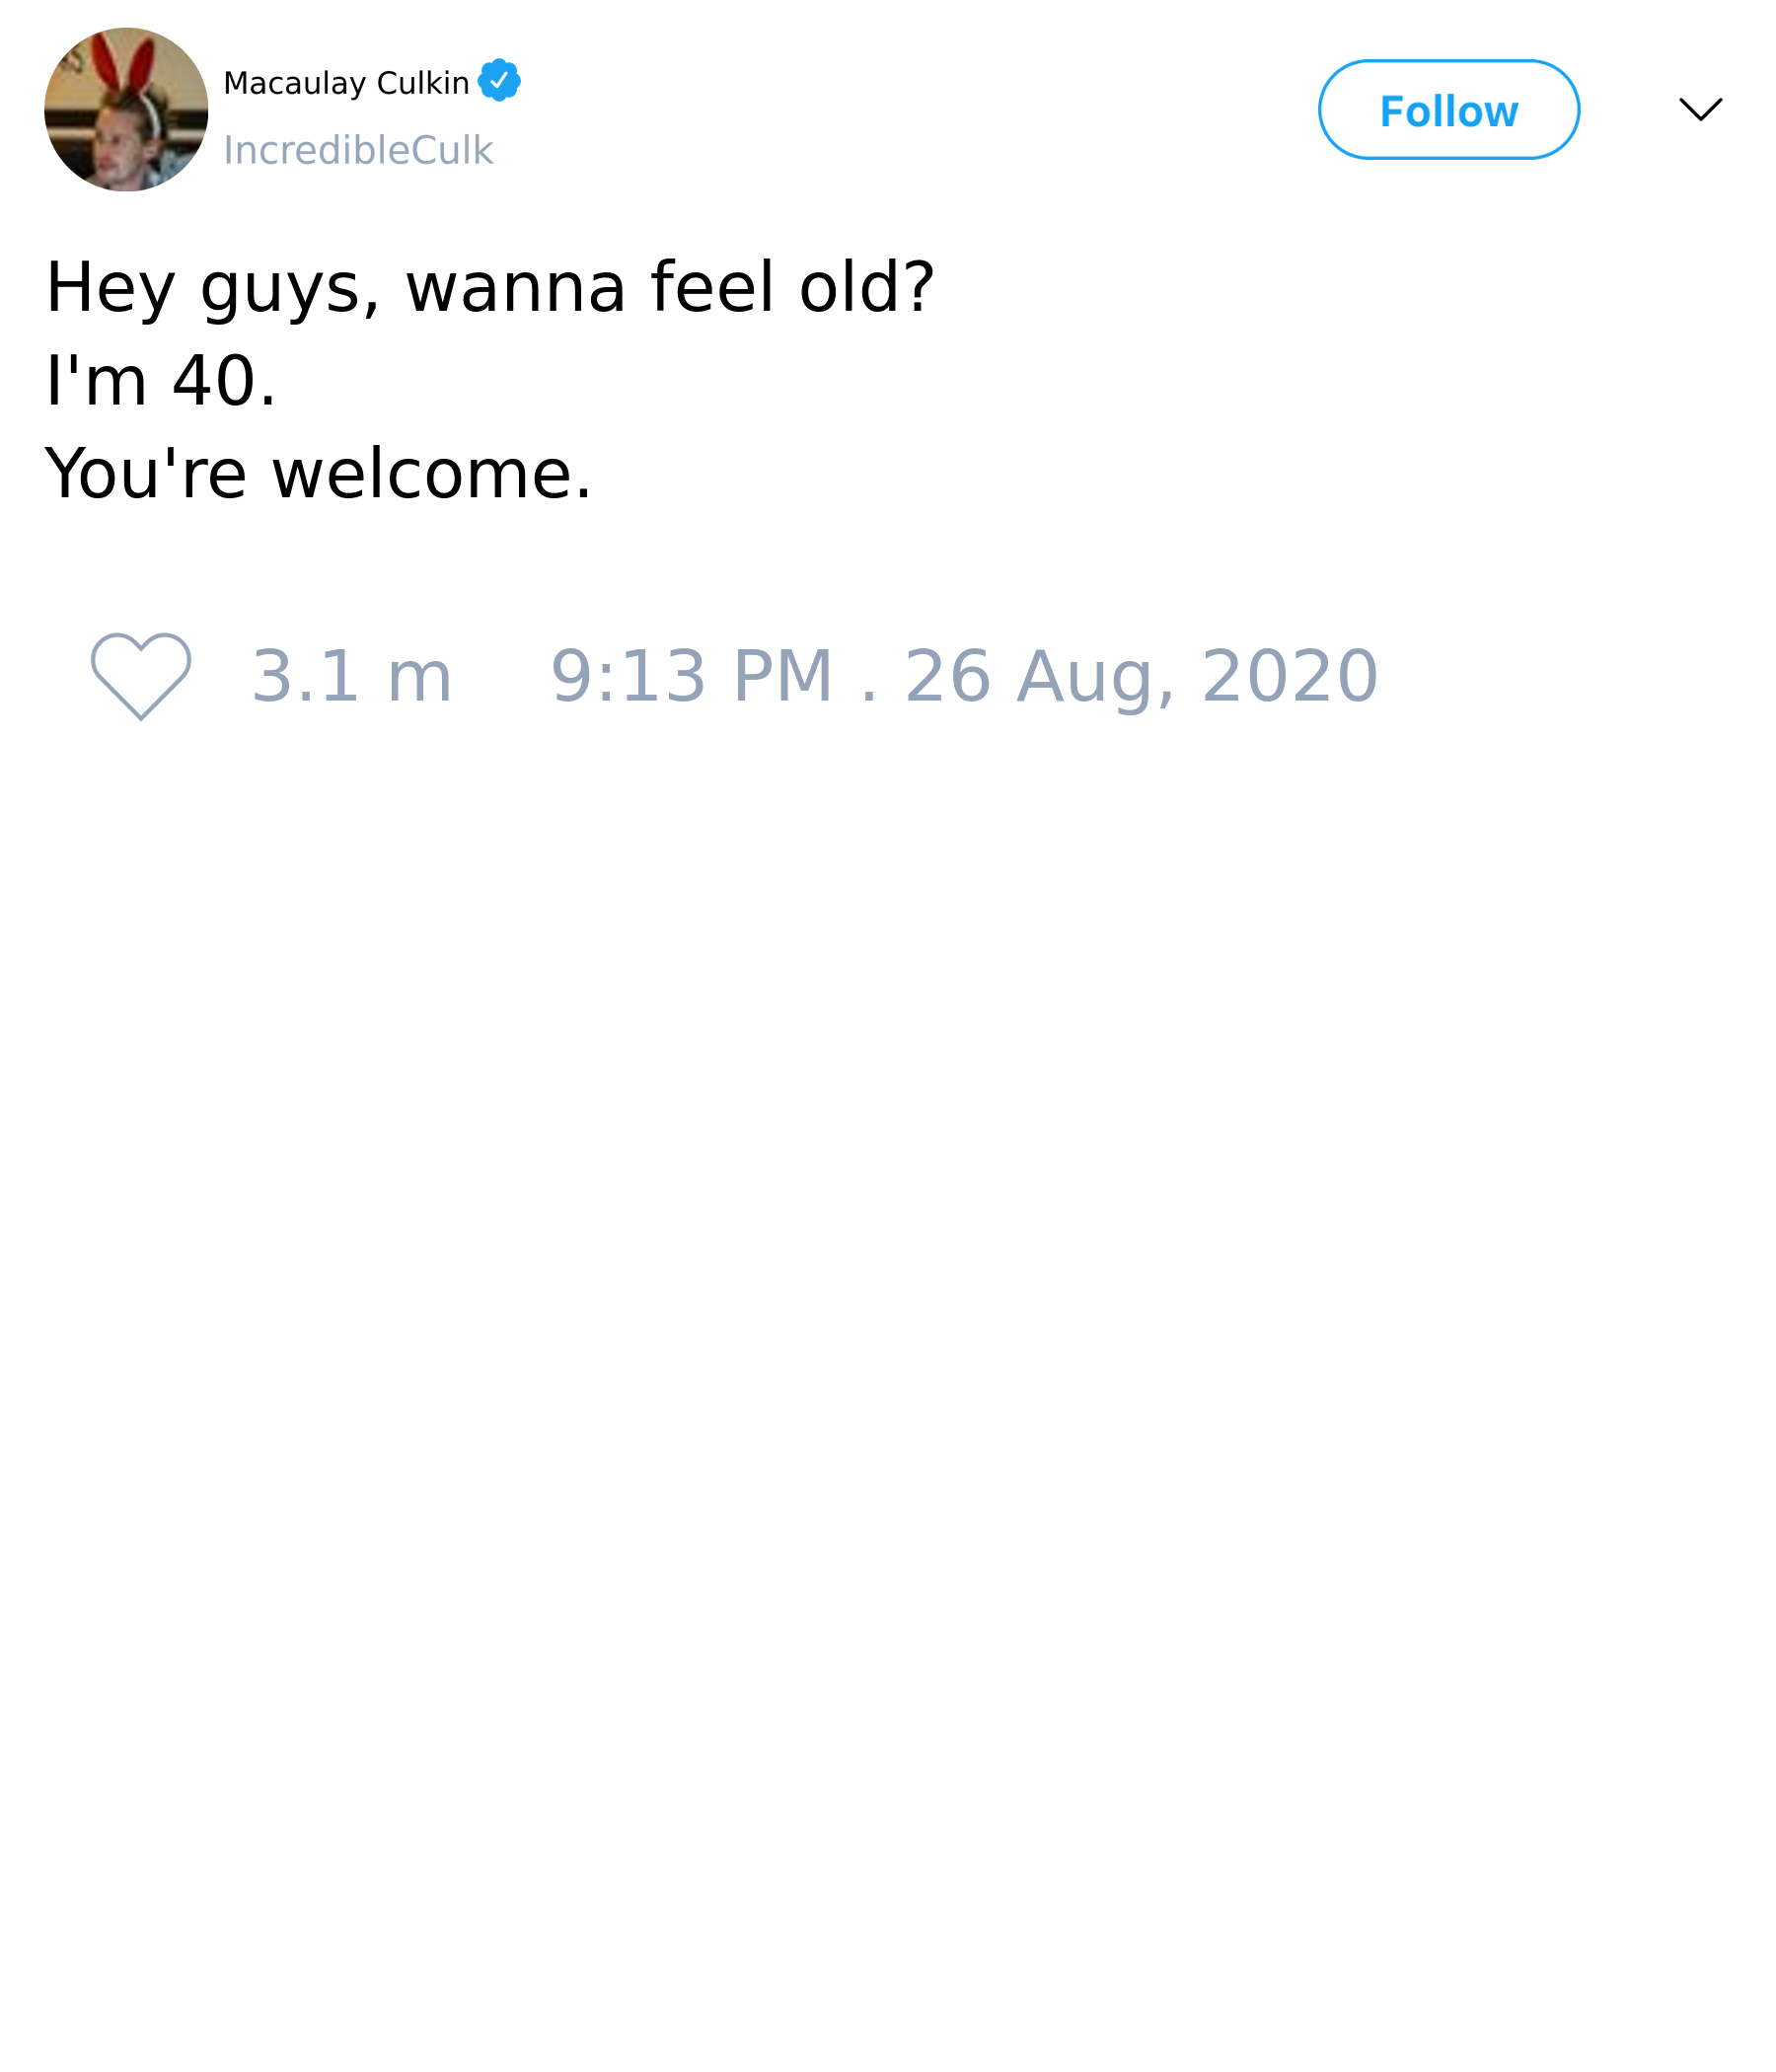 Macaulay Culkin
IncredibleCulk
Follow
Hey guys, wanna feel old?
I'm 40.
You're welcome.
3.1 m 9:13 PM . 26 Aug, 2020